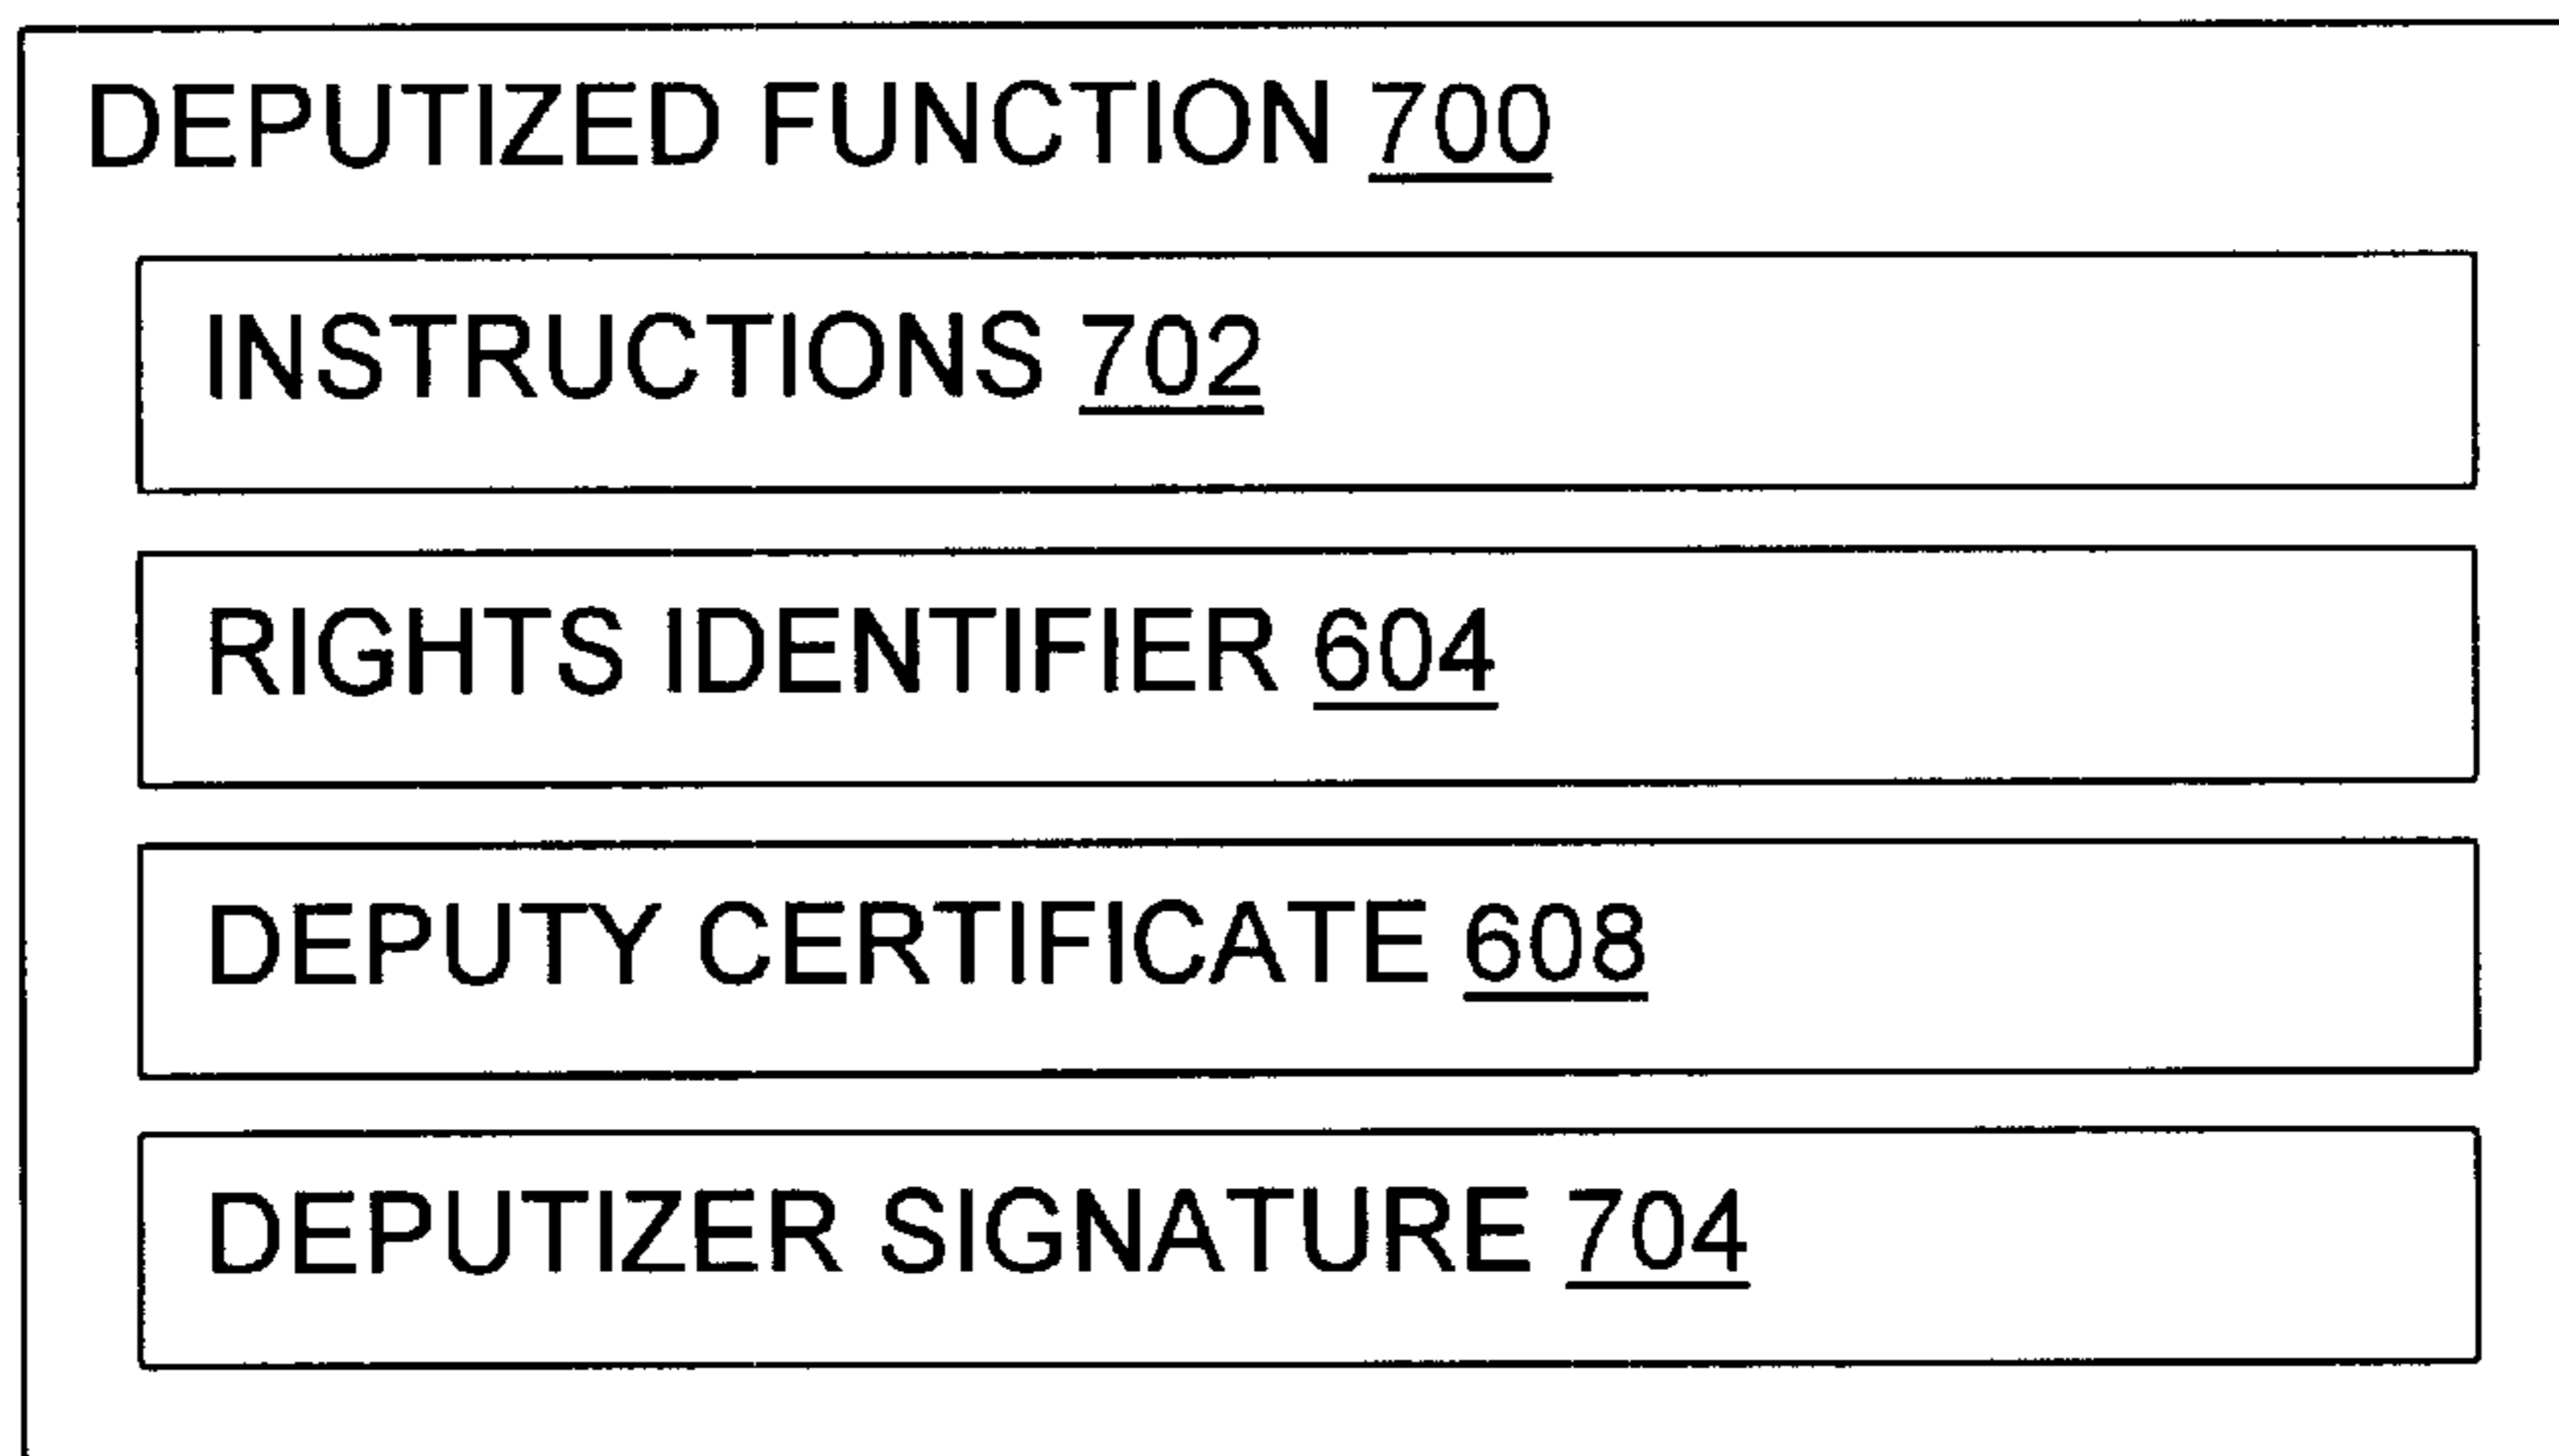 DEPUTIZED FUNCTION 700
INSTRUCTIONS 702
RIGHTS IDENTIFIER 604
DEPUTY CERTIFICATE 608
DEPUTIZER SIGNATURE 704